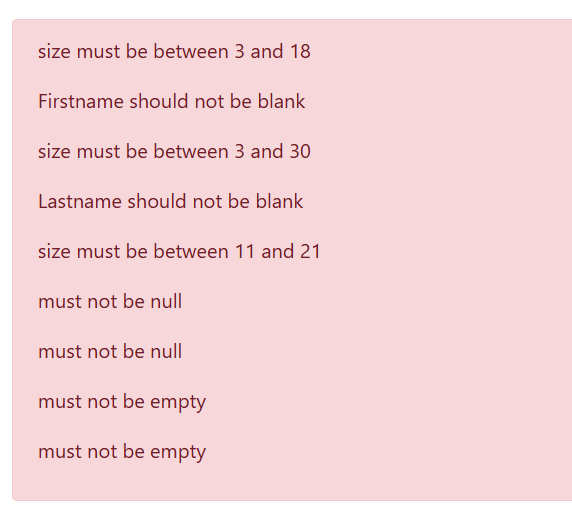 size must be between 3 and 18
Firstname should not be blank
size must be between 3 and 30
Lastname should not be blank
size must be between 11 and 21
must not be null
must not be null
must not be empty
must not be empty